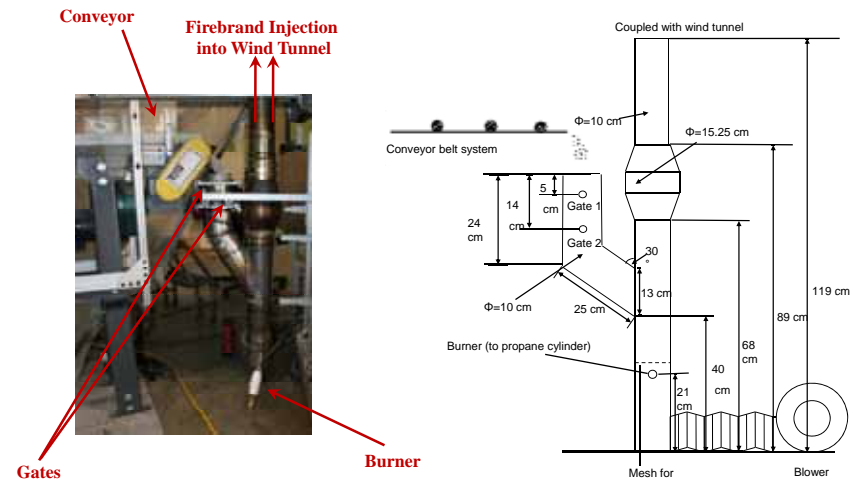 Conveyor
Firebrand Injection
into Wind Tunnel
Gates
Burner
Coupled with wind tunnel
Φ=10 cm
Φ=15.25 cm
Conveyor belt system
5
cm
Gate 1
14
cm
Gate 2
24
cm
30
°
13 cm
Φ=10 cm
25 cm
119 cm
89 cm
68
cm
Burner (to propane cylinder)
40
cm
21
cm
Mesh for
Blower